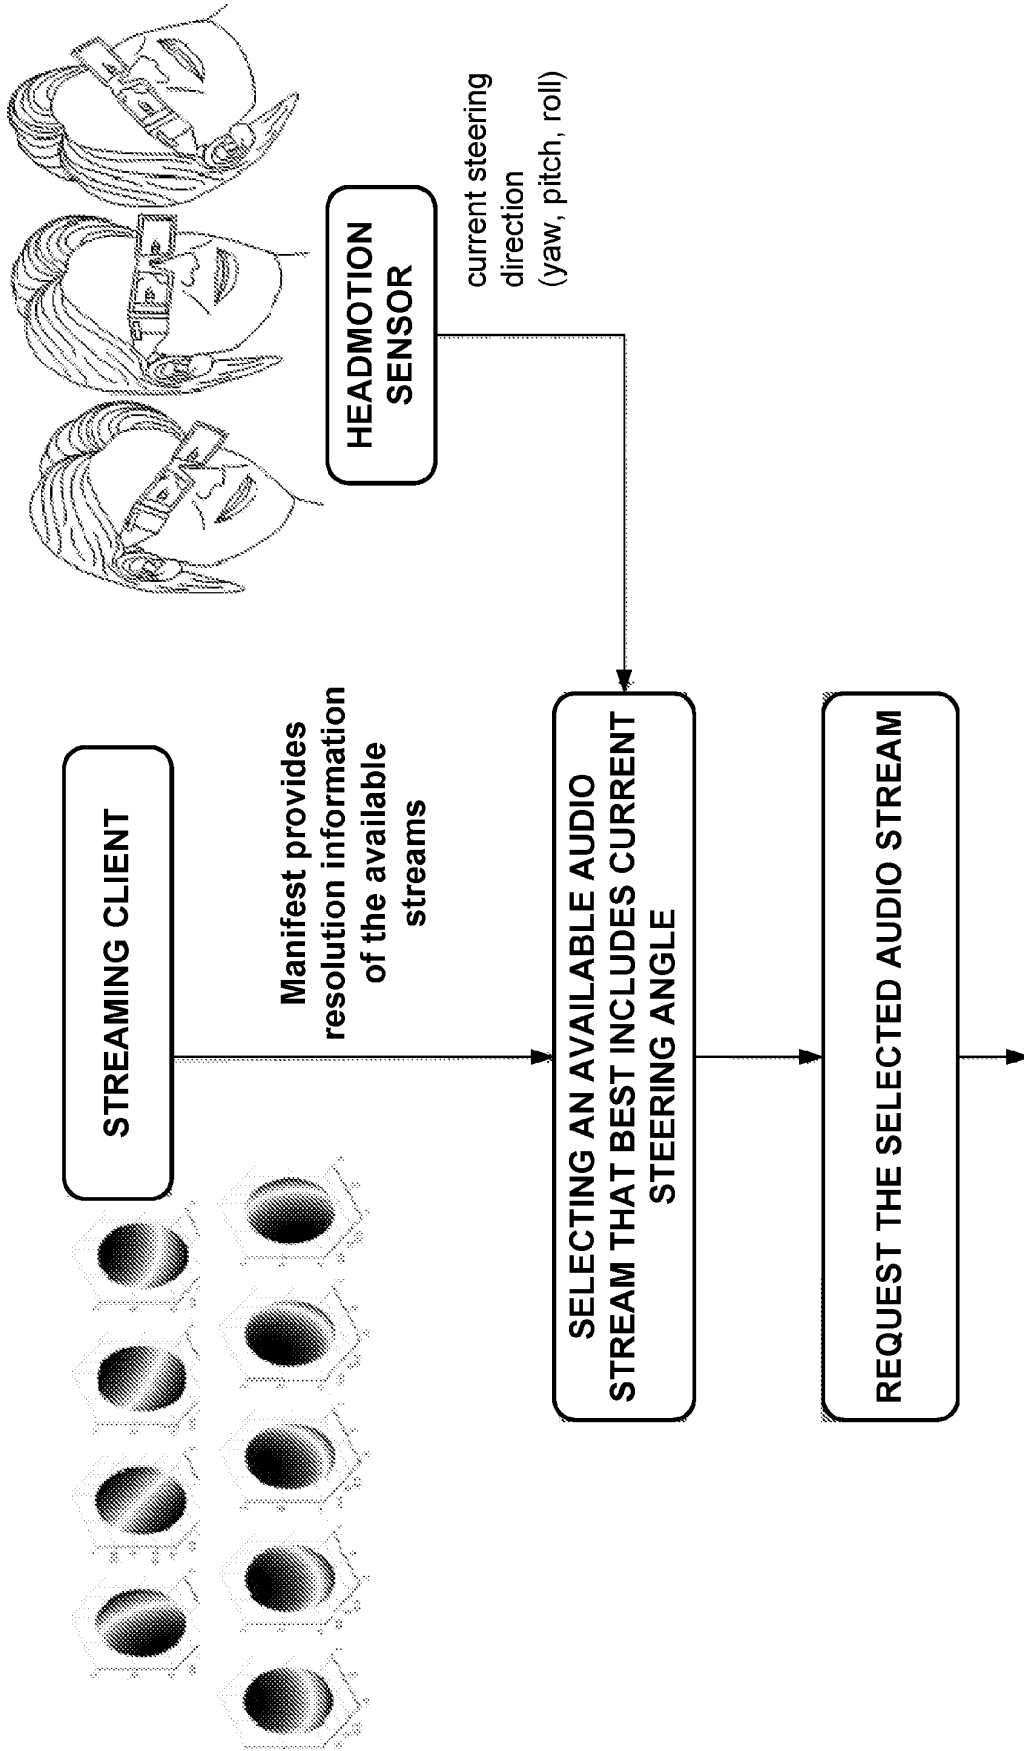 STREAMING CLIENT
Manifest provides
resolution information
of the available
streams
HEADMOTION
SENSOR
current steering
direction
(yaw, pitch, roll)
SELECTING AN AVAILABLE AUDIO
STREAM THAT BEST INCLUDES CURRENT
STEERING ANGLE
REQUEST THE SELECTED AUDIO STREAM